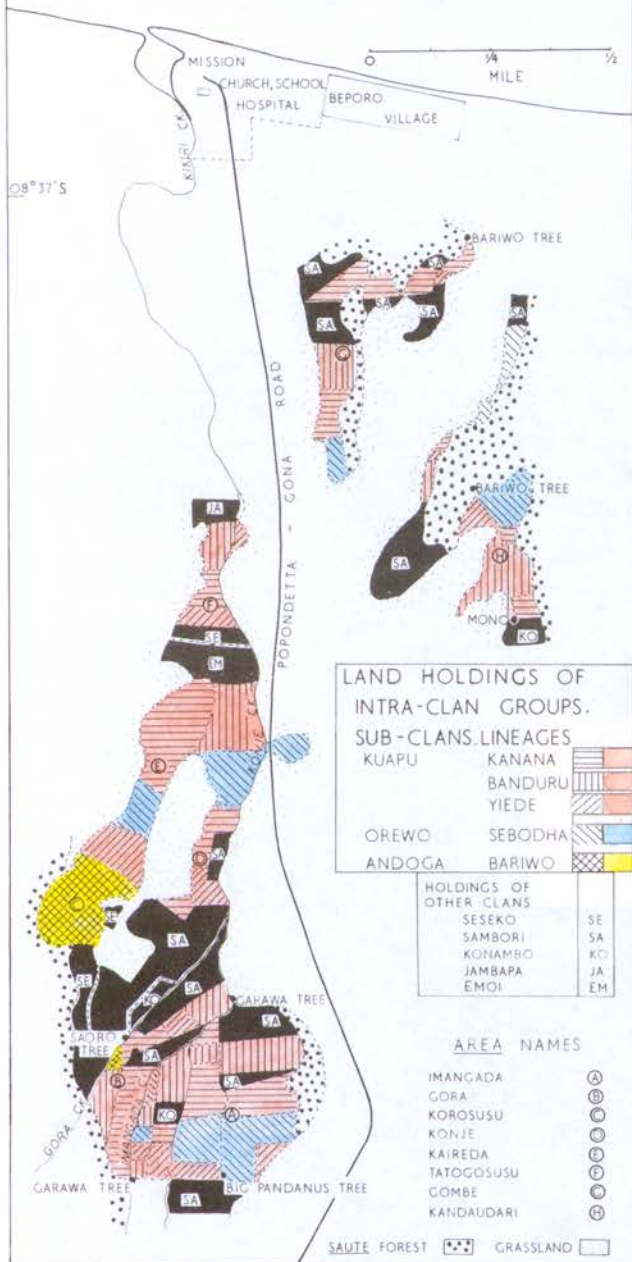 0 1/4 1/2
MILE
MISSION
CHURCH, SCHOOL
HOSPITAL
BEPORO
VILLAGE
KIKIRI CK
08°37'S
BARIWO TREE
SA
SA
SA
SA
SA
G
SA
POPONDETTA - GONA ROAD
BARIWO TREE
SA
H
MONO
KO
JA
F
SE
EM
KONJE CK
E
D
SA
C
SA
SE
KO
SA
GARAWA TREE
SA
SAORO
TREE
SA
SA
B
KO
A
GORA CK
GARAWA TREE
BIG PANDANUS TREE
SA
LAND HOLDINGS OF
INTRA-CLAN GROUPS.
SUB-CLANS. LINEAGES
KUAPU KANANA
BANDURU
YIEDE
OREWO SEBODHA
ANDOGA BARIWO
HOLDINGS OF
OTHER CLANS
SESEKO SE
SAMBORI SA
KONAMBO KO
JAMBAPA JA
EMOI EM
AREA NAMES
IMANGADA A
GORA B
KOROSUSU C
KONJE D
KAIREDA E
TATOGOSUSU F
GOMBE G
KANDAUDARI H
SAUTE FOREST GRASSLAND